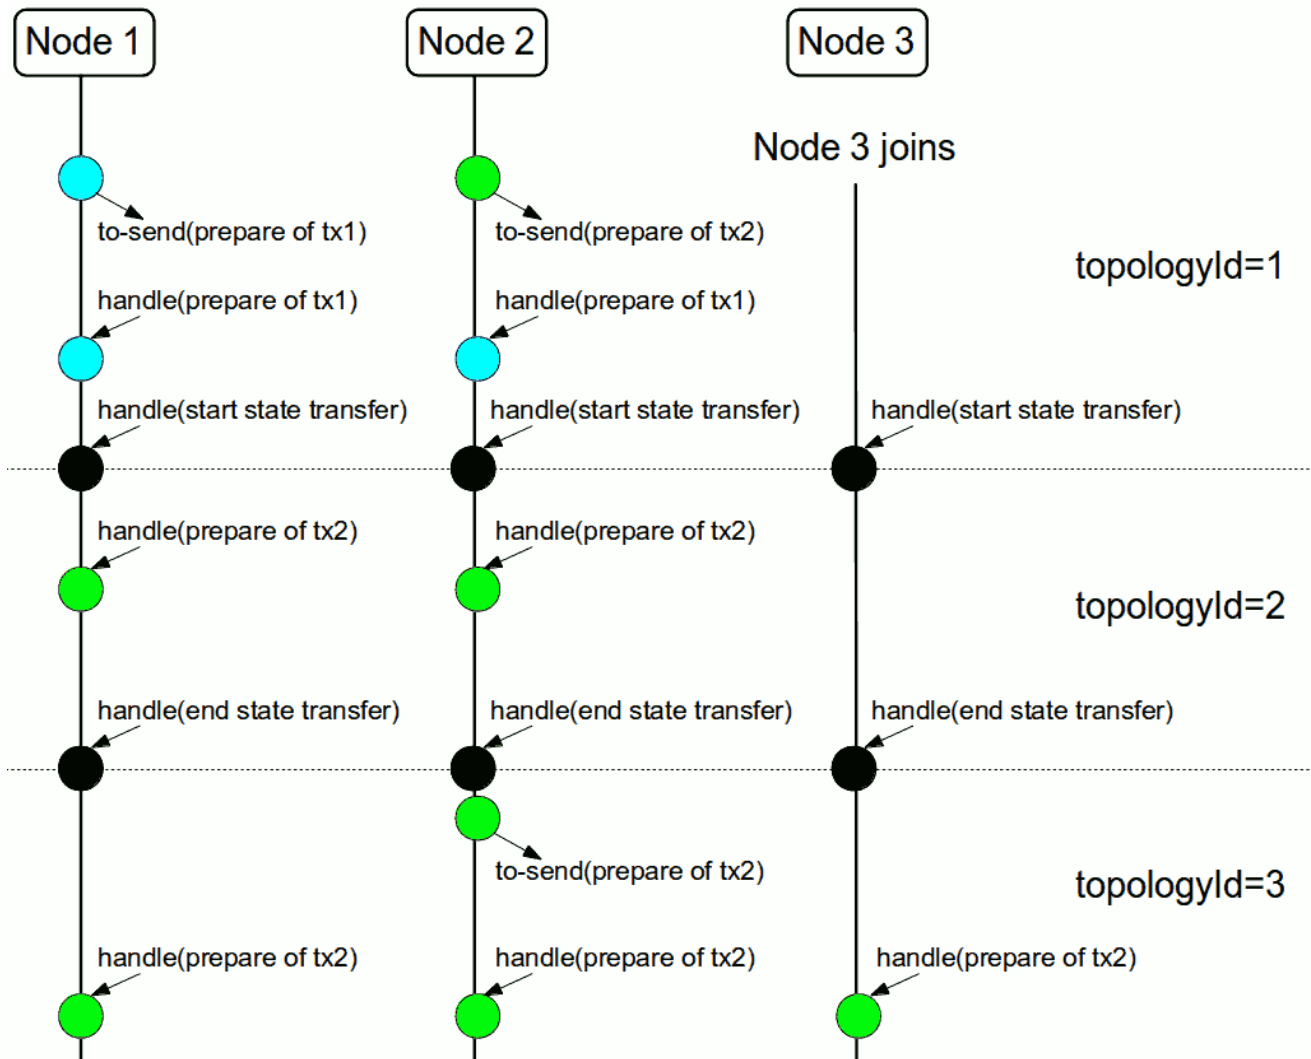 Node 1
Node 2
Node 3
Node 3 joins
to-send(prepare of tx1)
to-send(prepare of tx2)
topologyId=1
handle(prepare of tx1)
handle(prepare of tx1)
handle(start state transfer)
handle(start state transfer)
handle(start state transfer)
handle(prepare of tx2)
handle(prepare of tx2)
topologyId=2
handle(end state transfer)
handle(end state transfer)
handle(end state transfer)
to-send(prepare of tx2)
topologyId=3
handle(prepare of tx2)
handle(prepare of tx2)
handle(prepare of tx2)